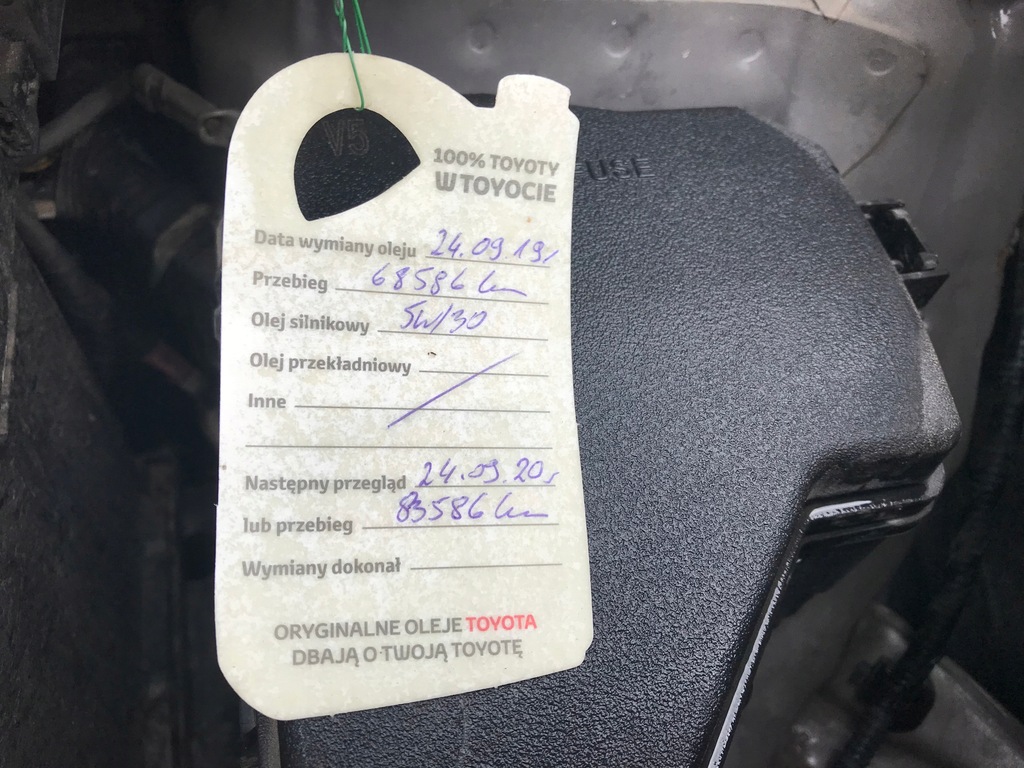 V5
100% TOYOTY
W TOYOCIE
FUSE
Data wymiany oleju 24.09.19r
Przebieg 68586 km
Olej silnikowy 5W/30
Olej przekładniowy
Inne
Następny przegląd 24.09.20r
lub przebieg 83586 km
Wymiany dokonał
ORYGINALNE OLEJE TOYOTA
DBAJĄ O TWOJĄ TOYOTĘ